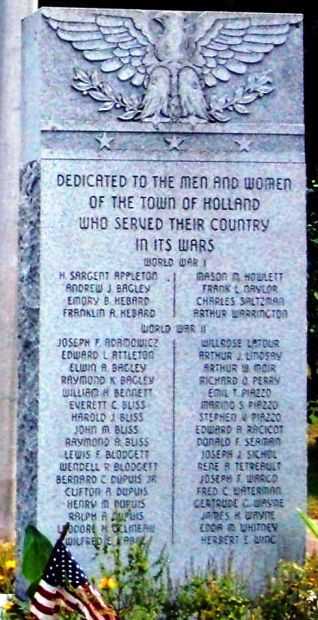 DEDICATED TO THE MEN AND WOMEN
OF THE TOWN OF HOLLAND
WHO SERVED THEIR COUNTRY
IN ITS WARS
WORLD WAR I
H. SARGENT APPLETON
ANDREW J. BAGLEY
EMORY B. HEBARD
FRANKLIN A. HEBARD
MASON M. HOWLETT
FRANK L. NAYLOR
CHARLES SALTZMAN
ARTHUR WARRINGTON
WORLD WAR II
JOSEPH F. ADAMOWICZ
EDWARD L. ATTLETON
ELWIN A. BAGLEY
RAYMOND K. BAGLEY
WILLIAM H. BENNETT
EVERETT C. BLISS
HAROLD J. BLISS
JOHN M. BLISS
RAYMOND A. BLISS
LEWIS F. BLODGETT
WENDELL R. BLODGETT
BERNARD C. DUPUIS JR.
CLIFTON A. DUPUIS
HENRY M. DUPUIS
RALPH A. DUPUIS
WILFRED E.
WILLROSE LATOUR
ARTHUR J. LINDSAY
ARTHUR W. MOIR
RICHARD O. PERRY
EMIL T. PIAZZO
MARINO S. PIAZZO
STEPHEN V. PIAZZO
EDWARD A. RACICOT
DONALD F. SEAMAN
JOSEPH J. SICHOL
RENE A. TETREAULT
JOSEPH T. WARGO
FRED C. WATERMAN
GERTRUDE C. WAYNE
JAMES H. WAYNE
EDDA M. WHITNEY
HERBERT E. WING